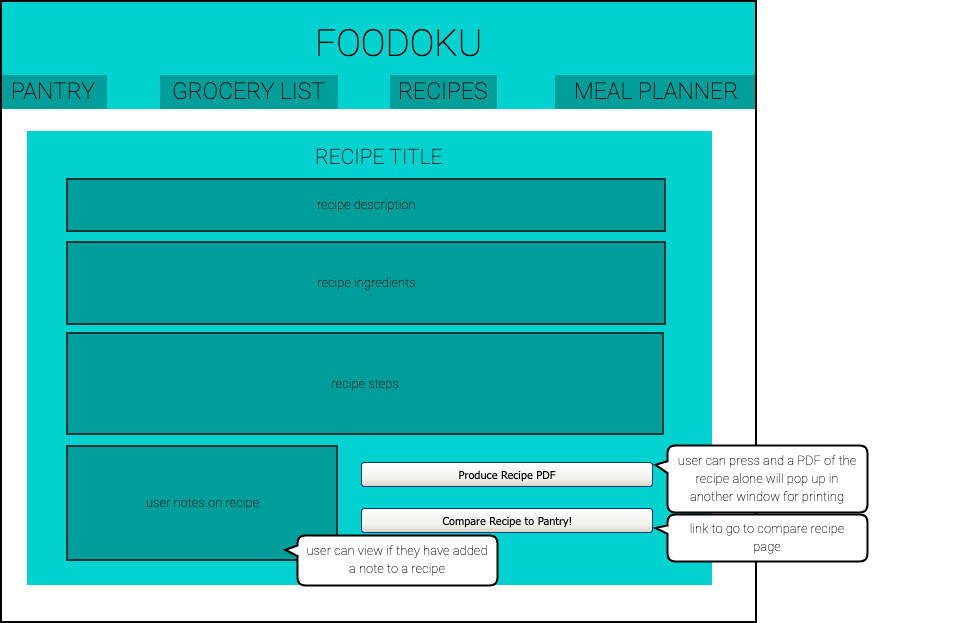 FOODOKU
PANTRY
GROCERY LIST
RECIPES
MEAL PLANNER
RECIPE TITLE
recipe description
recipe ingredients
recipe steps
user notes on recipe
Produce Recipe PDF
user can press and a PDF of the
recipe alone will pop up in
another window for printing
Compare Recipe to Pantry!
link to go to compare recipe
page
user can view if they have added
a note to a recipe